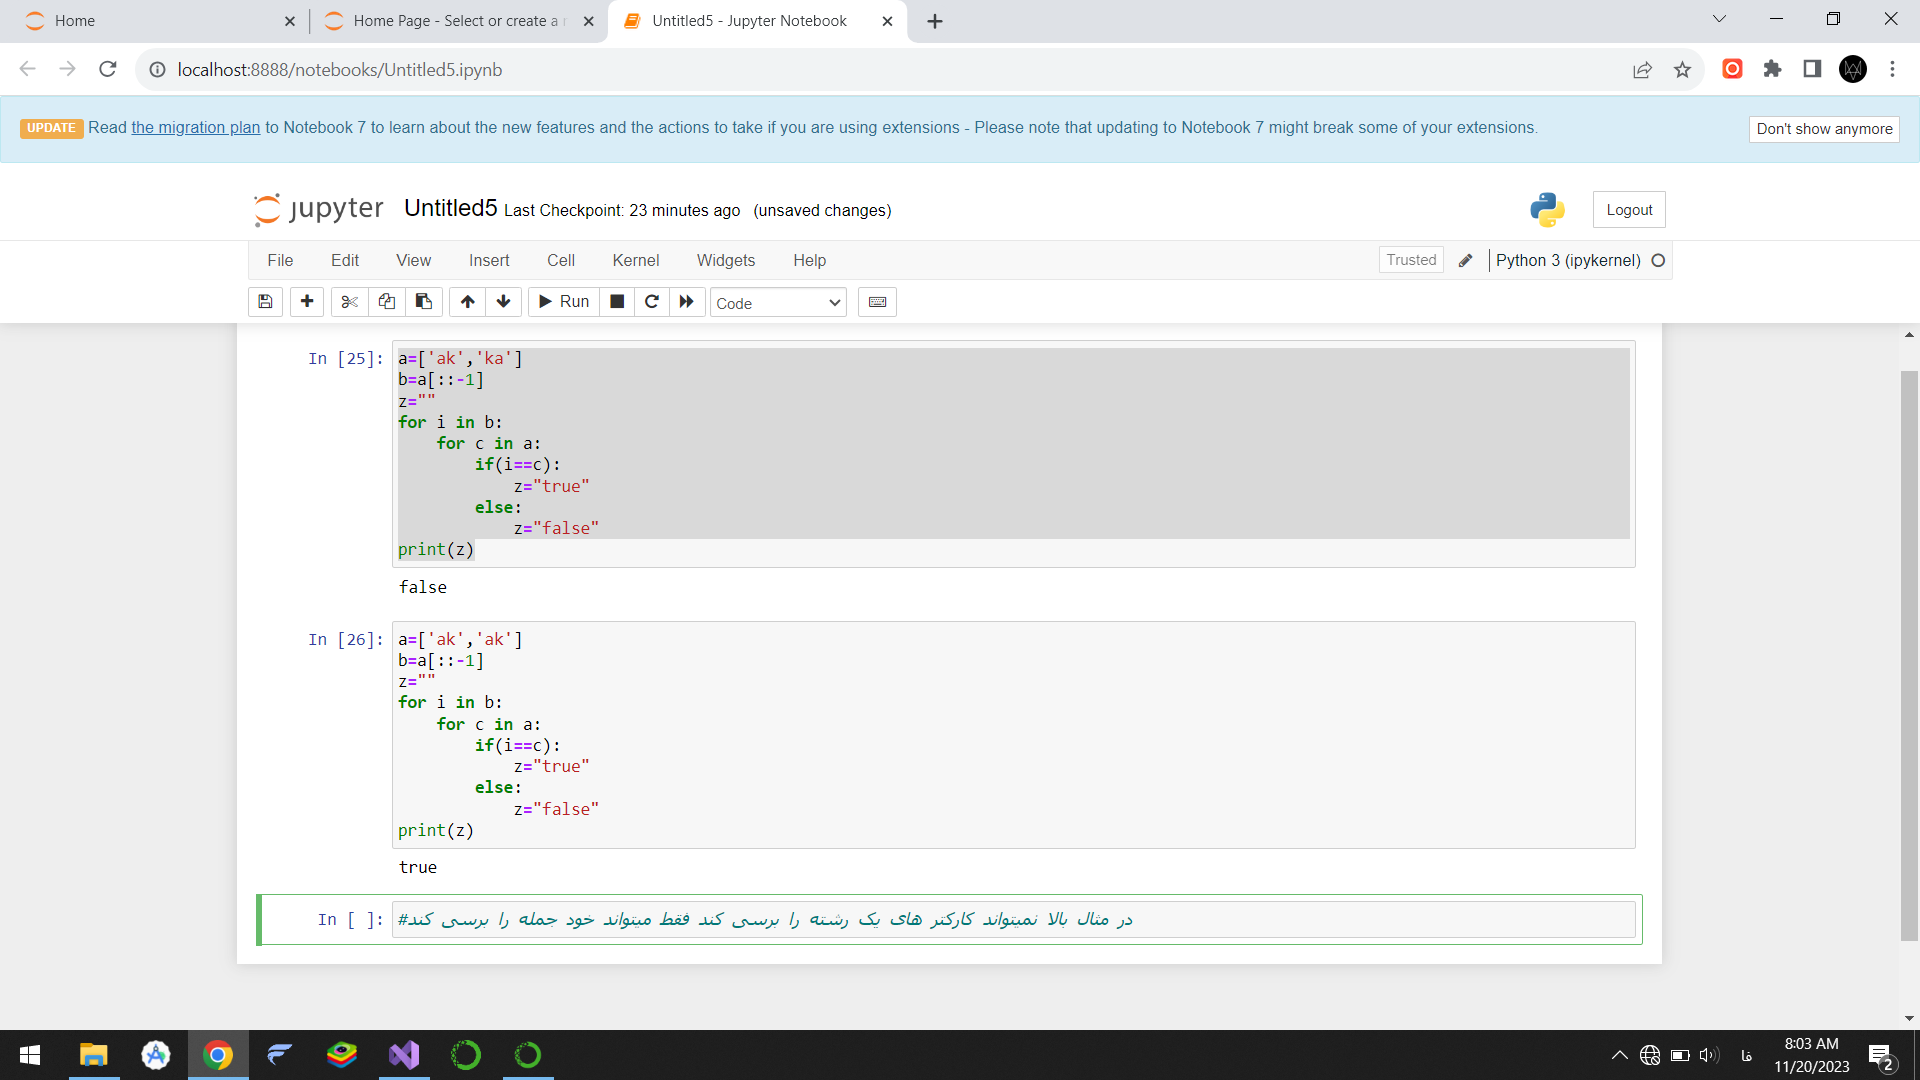 Home
Home Page - Select or create a n
Untitled5 - Jupyter Notebook
localhost:8888/notebooks/Untitled5.ipynb
UPDATE Read the migration plan to Notebook 7 to learn about the new features and the actions to take if you are using extensions - Please note that updating to Notebook 7 might break some of your extensions.
Don't show anymore
jupyter Untitled5 Last Checkpoint: 23 minutes ago (unsaved changes)
Logout
File Edit View Insert Cell Kernel Widgets Help
Trusted Python 3 (ipykernel)
Run Code
In [25]: a=['ak','ka']
b=a[::-1]
z=""
for i in b:
    for c in a:
        if(i==c):
            z="true"
        else:
            z="false"
print(z)
false
In [26]: a=['ak','ak']
b=a[::-1]
z=""
for i in b:
    for c in a:
        if(i==c):
            z="true"
        else:
            z="false"
print(z)
true
In [ ]: #در مثال بالا نمیتواند کارکتر های یک رشته را برسی کند فقط میتواند خود جمله را برسی کند
فا
8:03 AM
11/20/2023
2